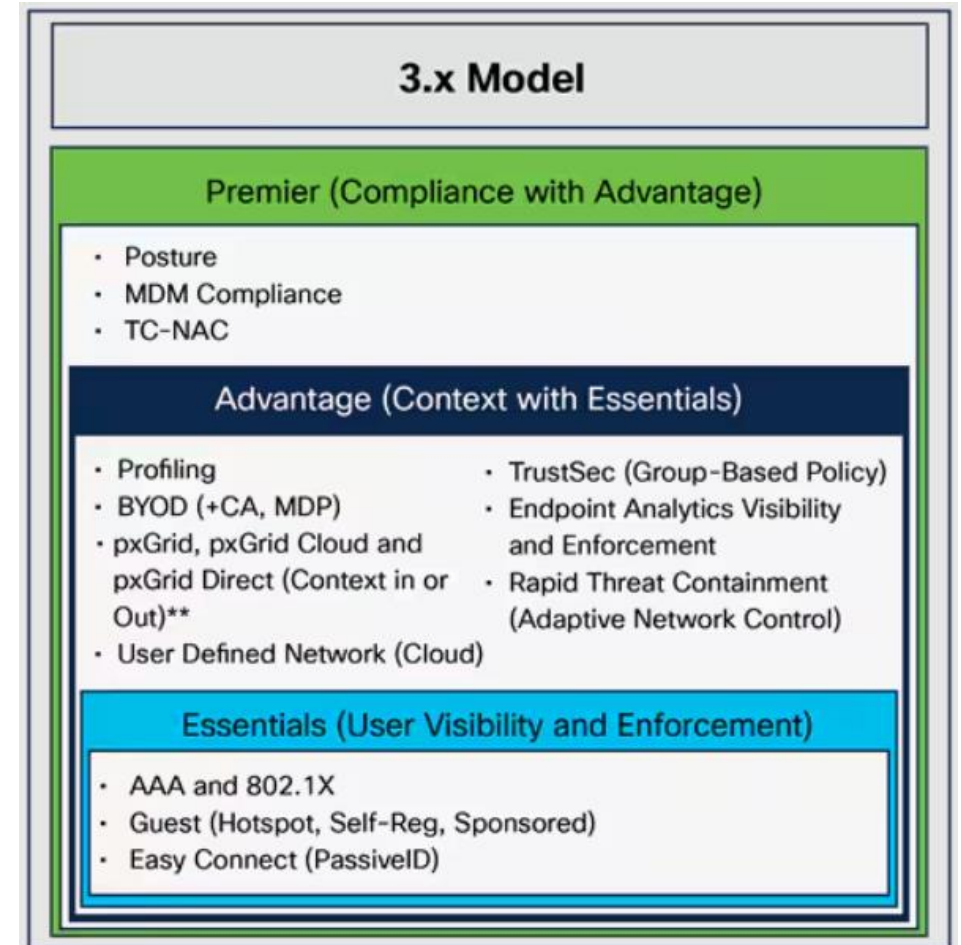 3.x Model
Premier (Compliance with Advantage)
· Posture
· MDM Compliance
· TC-NAC
Advantage (Context with Essentials)
· Profiling
· BYOD (+CA, MDP)
· pxGrid, pxGrid Cloud and
pxGrid Direct (Context in or
Out)**
· User Defined Network (Cloud)
· TrustSec (Group-Based Policy)
· Endpoint Analytics Visibility
and Enforcement
· Rapid Threat Containment
(Adaptive Network Control)
Essentials (User Visibility and Enforcement)
· AAA and 802.1X
· Guest (Hotspot, Self-Reg, Sponsored)
· Easy Connect (PassiveID)